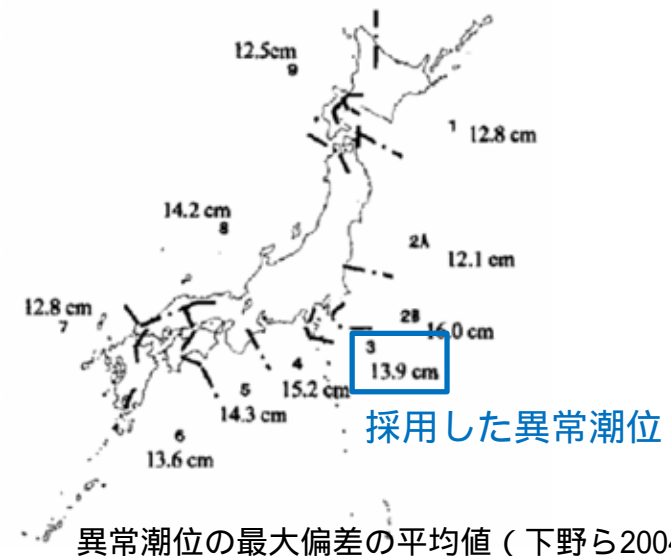 12.5cm
9
1
12.8 cm
14.2 cm
8
2A
12.1 cm
12.8 cm
7
2B
16.0 cm
3
13.9 cm
4
15.2 cm
5
14.3 cm
採用した異常潮位
6
13.6 cm
異常潮位の最大偏差の平均値(下野ら200